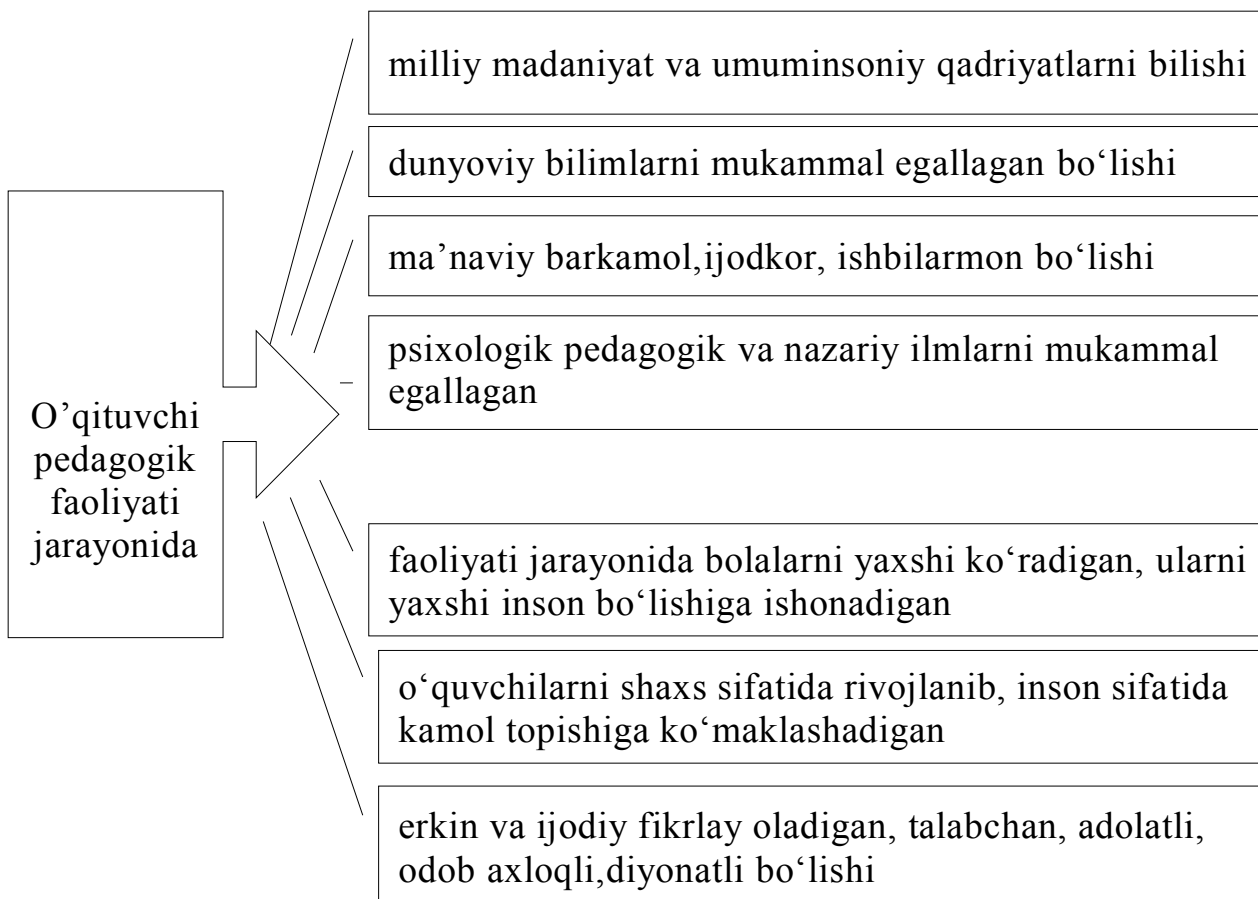 O’qituvchi
pedagogik
faoliyati
jarayonida
milliy madaniyat va umuminsoniy qadriyatlarni bilishi
dunyoviy bilimlarni mukammal egallagan bo‘lishi
ma’naviy barkamol,ijodkor, ishbilarmon bo‘lishi
psixologik pedagogik va nazariy ilmlarni mukammal
egallagan
faoliyati jarayonida bolalarni yaxshi ko‘radigan, ularni
yaxshi inson bo‘lishiga ishonadigan
o‘quvchilarni shaxs sifatida rivojlanib, inson sifatida
kamol topishiga ko‘maklashadigan
erkin va ijodiy fikrlay oladigan, talabchan, adolatli,
odob axloqli,diyonatli bo‘lishi